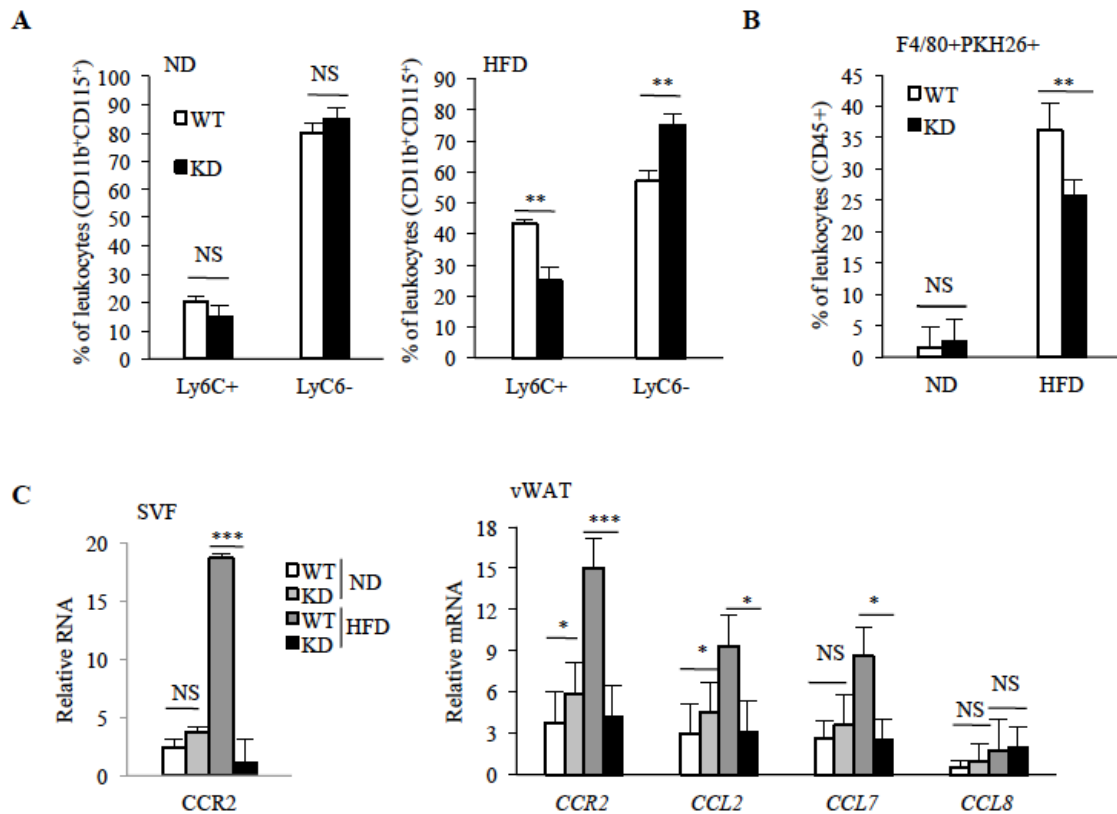 A
ND
% of leukocytes (CD11b+CD115+)
100
90
80
70
60
50
40
30
20
10
0
WT
KD
NS
NS
Ly6C+
LyC6-
HFD
% of leukocytes (CD11b+CD115+)
90
80
70
60
50
40
30
20
10
0
**
**
Ly6C+
LyC6-
B
F4/80+PKH26+
% of leukocytes (CD45+)
45
40
35
30
25
20
15
10
5
0
WT
KD
NS
**
ND
HFD
C
SVF
Relative RNA
20
15
10
5
0
NS
***
CCR2
WT
KD
ND
WT
KD
HFD
vWAT
Relative mRNA
18
15
12
9
6
3
0
*
***
*
*
NS
*
NS
NS
CCR2
CCL2
CCL7
CCL8